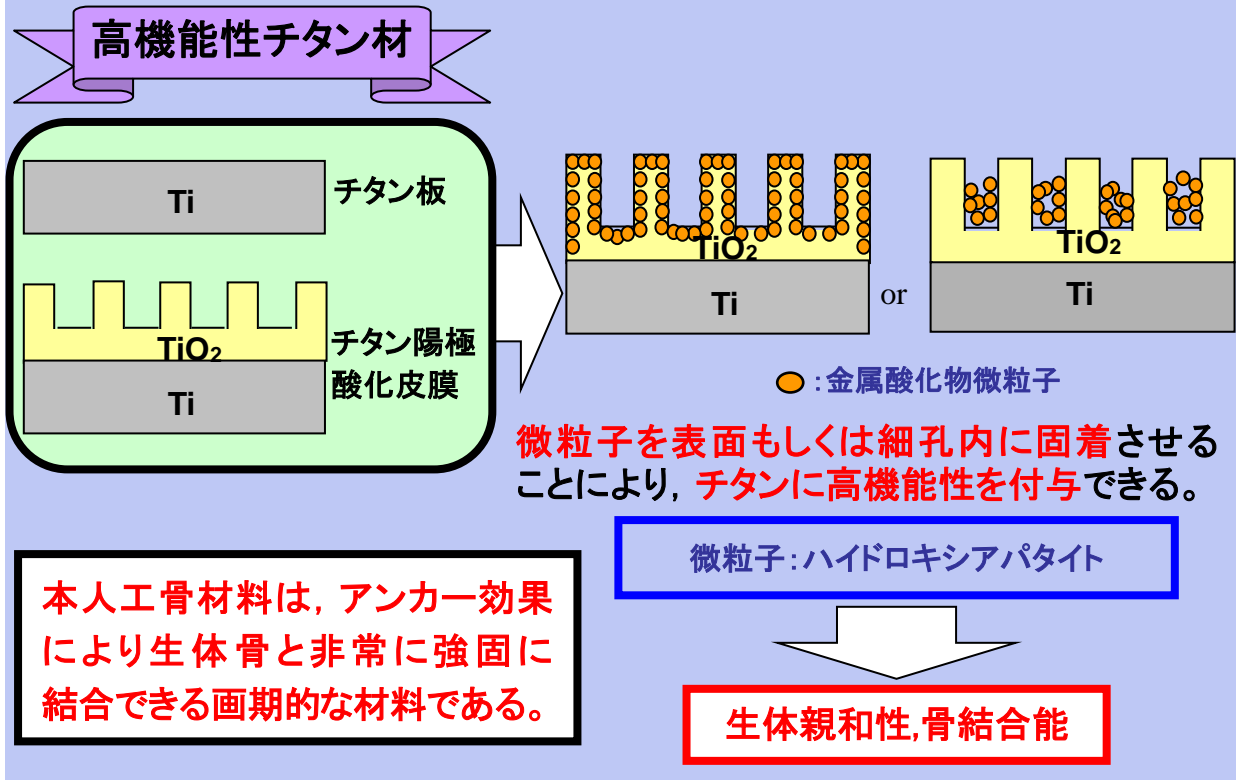 高機能性チタン材
Ti
チタン板
TiO2
チタン陽極
酸化皮膜
Ti
TiO2
Ti
or
TiO2
Ti
：金属酸化物微粒子
微粒子を表面もしくは細孔内に固着させる
ことにより，チタンに高機能性を付与できる。
微粒子：ハイドロキシアパタイト
本人工骨材料は，アンカー効果
により生体骨と非常に強固に
結合できる画期的な材料である。
生体親和性,骨結合能